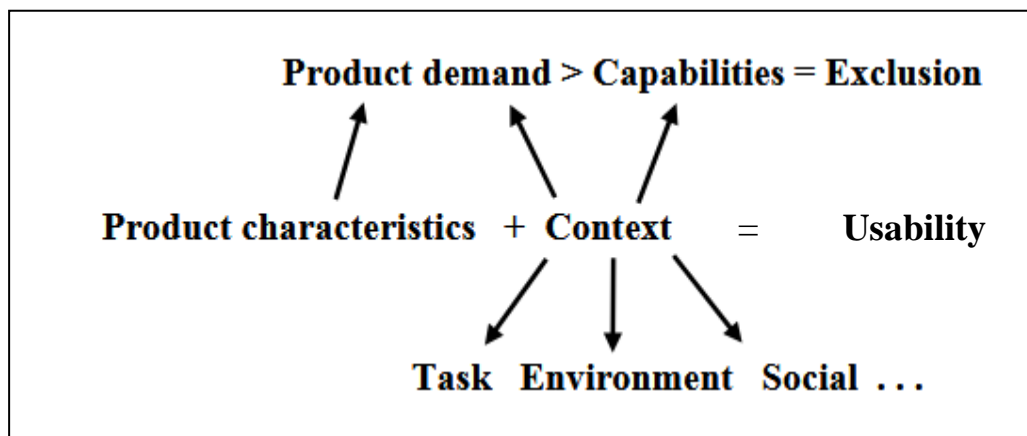 Product demand > Capabilities = Exclusion
Product characteristics + Context = Usability
Task Environment Social . . .